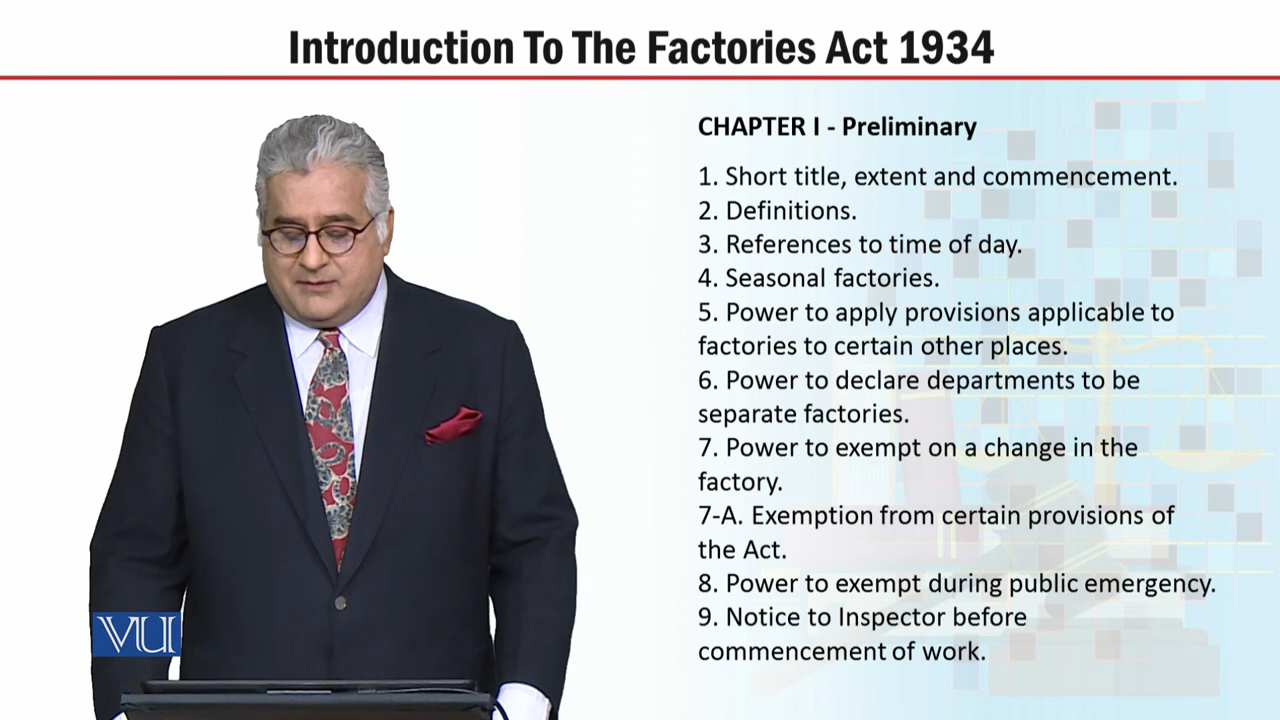 Introduction To The Factories Act 1934
CHAPTER I - Preliminary
1. Short title, extent and commencement.
2. Definitions.
3. References to time of day.
4. Seasonal factories.
5. Power to apply provisions applicable to
factories to certain other places.
6. Power to declare departments to be
separate factories.
7. Power to exempt on a change in the
factory.
7-A. Exemption from certain provisions of
the Act.
8. Power to exempt during public emergency.
9. Notice to Inspector before
commencement of work.
VU